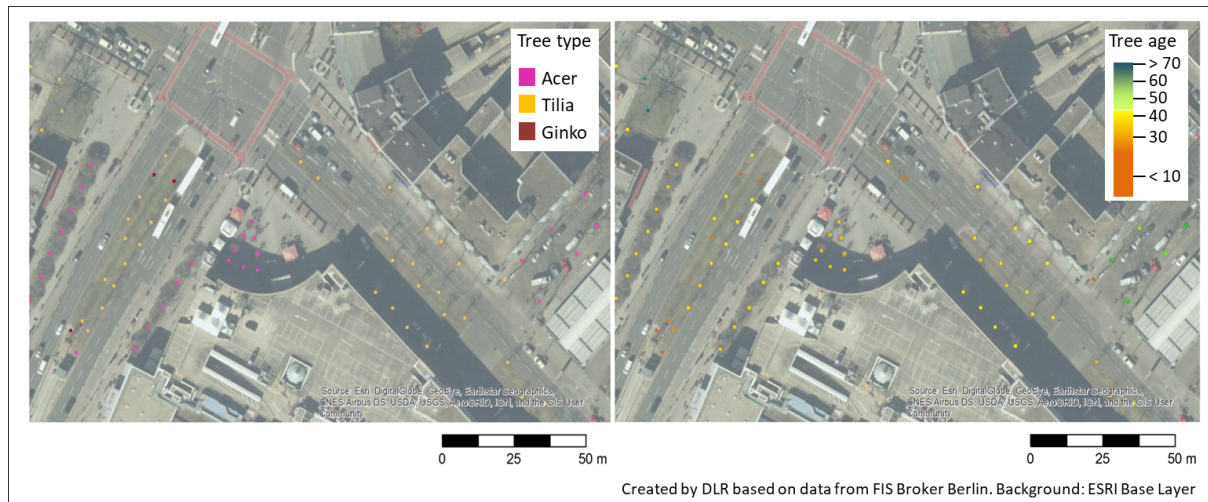 Tree type
Acer
Tilia
Ginko
Source: Esri, DigitalGlobe, GeoEye, Earthstar Geographics,
CNES/Airbus DS, USDA, USGS, AeroGRID, IGN, and the GIS User
Community
0 25 50 m
Tree age
> 70
60
50
40
30
< 10
Source: Esri, DigitalGlobe, GeoEye, Earthstar Geographics,
CNES/Airbus DS, USDA, USGS, AeroGRID, IGN, and the GIS User
Community
0 25 50 m
Created by DLR based on data from FIS Broker Berlin. Background: ESRI Base Layer